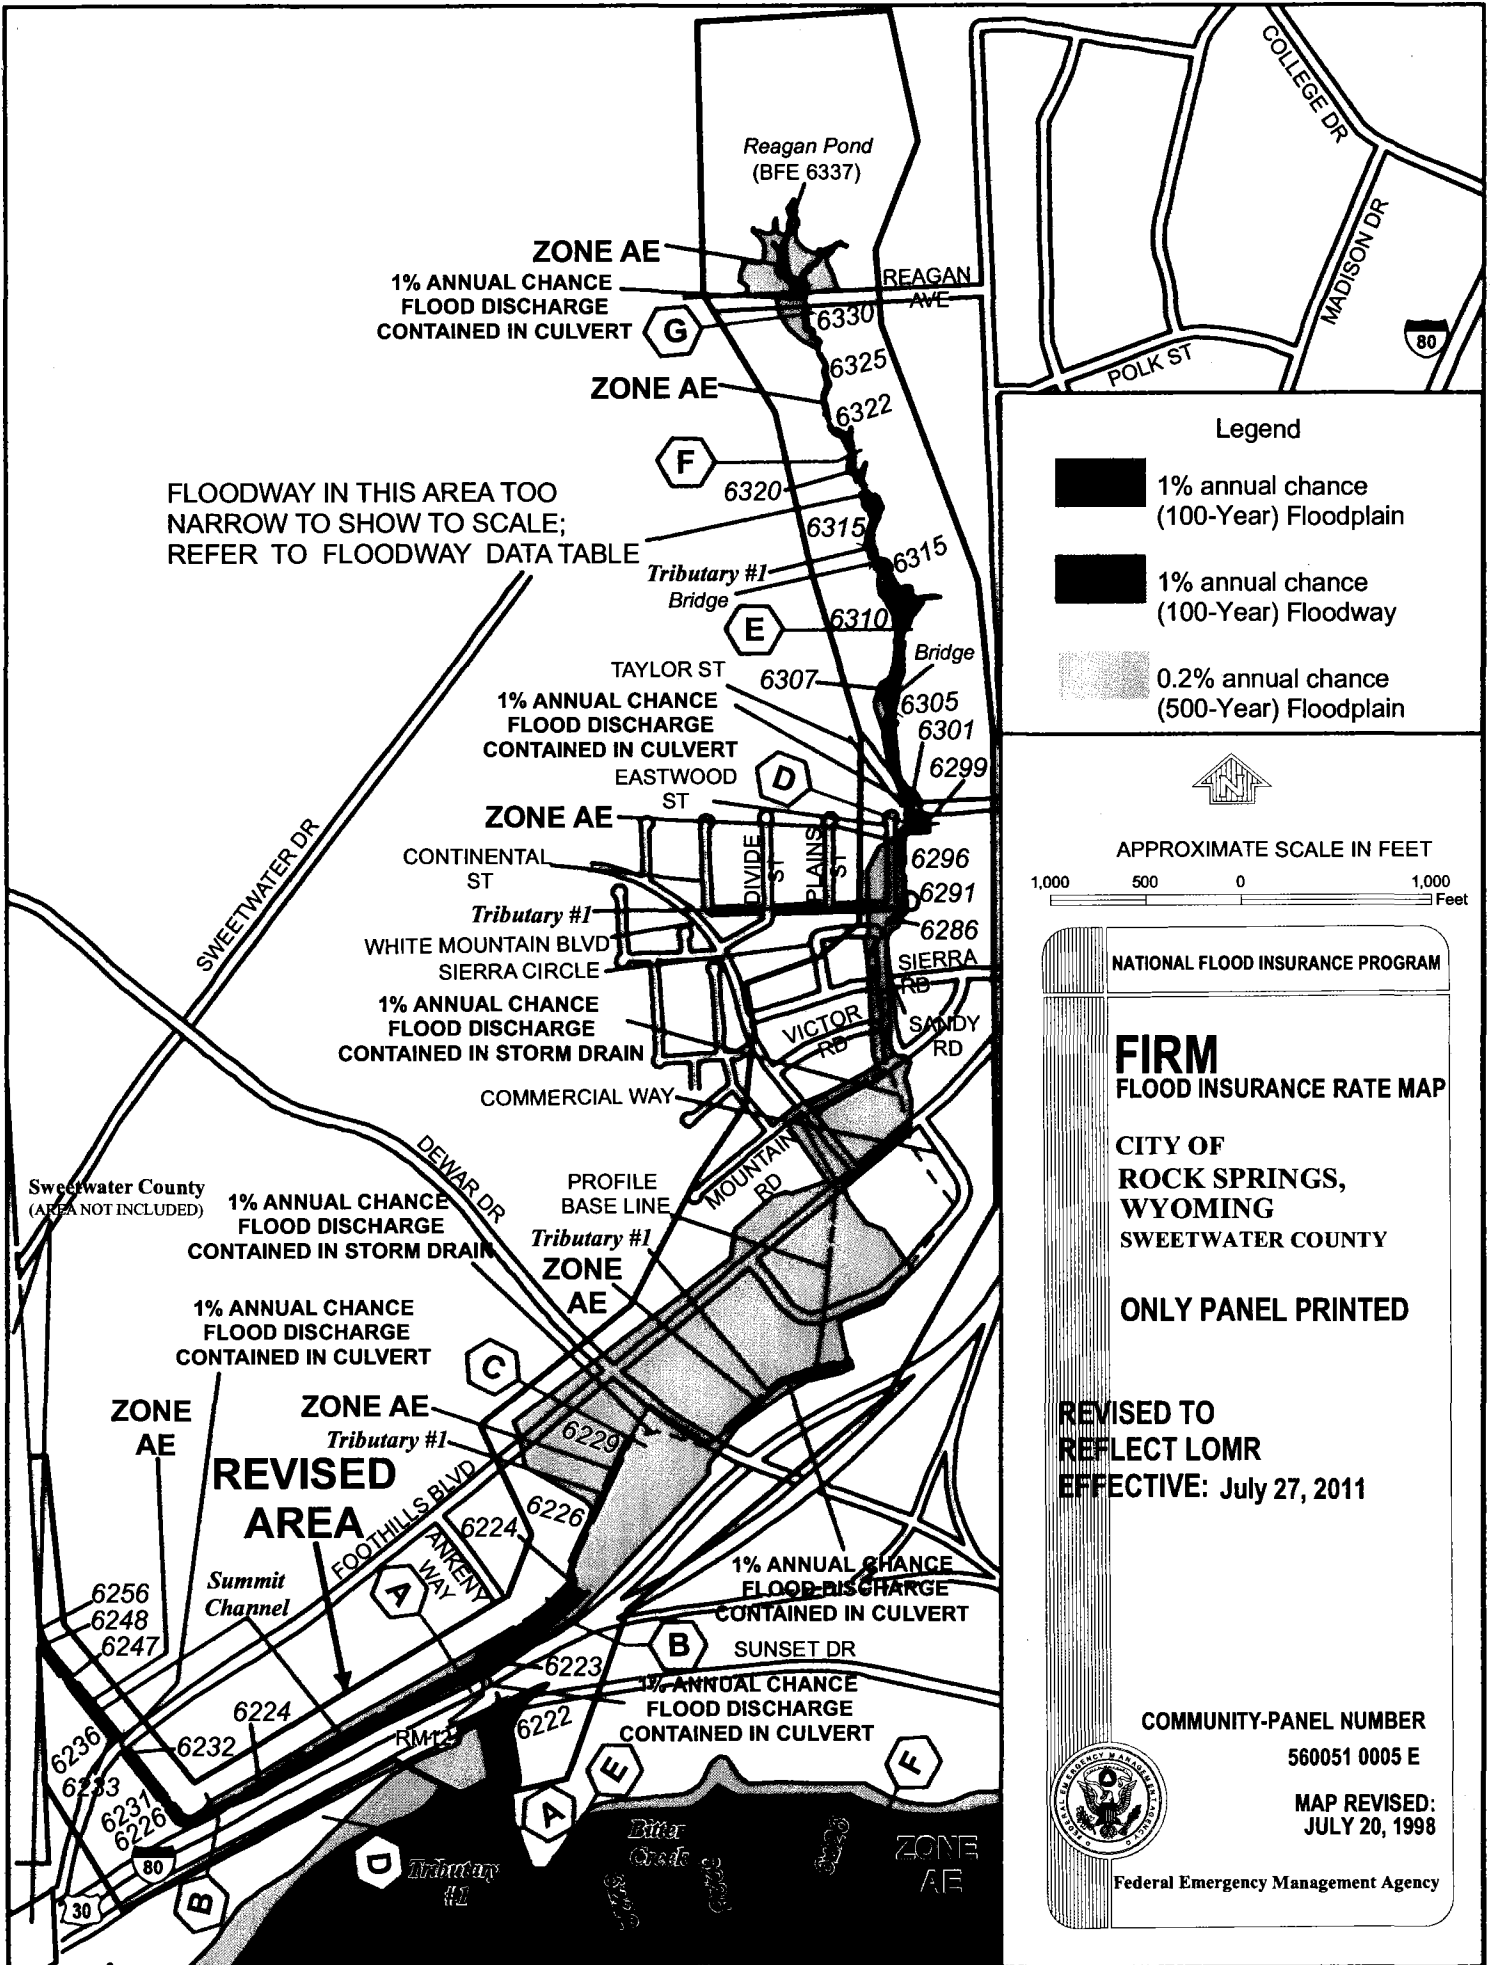 COLLEGE DR
MADISON DR
80
POLK ST
Reagan Pond
(BFE 6337)
ZONE AE
1% ANNUAL CHANCE
FLOOD DISCHARGE
CONTAINED IN CULVERT
REAGAN
AVE
G
6330
6325
ZONE AE
6322
F
6320
FLOODWAY IN THIS AREA TOO
NARROW TO SHOW TO SCALE;
REFER TO FLOODWAY DATA TABLE
6315
Tributary #1
6315
Bridge
E
6310
Bridge
TAYLOR ST
6307
1% ANNUAL CHANCE
FLOOD DISCHARGE
CONTAINED IN CULVERT
6305
6301
6299
EASTWOOD
ST
D
ZONE AE
DIVIDE
ST
PLAINS
ST
CONTINENTAL
ST
6296
6291
Tributary #1
6286
WHITE MOUNTAIN BLVD
SIERRA CIRCLE
SIERRA
RD
1% ANNUAL CHANCE
FLOOD DISCHARGE
CONTAINED IN STORM DRAIN
VICTOR
RD
SANDY
RD
COMMERCIAL WAY
SWEETWATER DR
DEWAR DR
MOUNTAIN
RD
PROFILE
BASE LINE
Sweetwater County
(AREA NOT INCLUDED)
1% ANNUAL CHANCE
FLOOD DISCHARGE
CONTAINED IN STORM DRAIN
Tributary #1
ZONE
AE
1% ANNUAL CHANCE
FLOOD DISCHARGE
CONTAINED IN CULVERT
C
ZONE
AE
ZONE AE
Tributary #1
6229
REVISED
AREA
FOOTHILLS BLVD
6226
6224
ANKENY
WAY
A
Summit
Channel
1% ANNUAL CHANCE
FLOOD DISCHARGE
CONTAINED IN CULVERT
6256
6248
6247
B
SUNSET DR
6223
1% ANNUAL CHANCE
FLOOD DISCHARGE
CONTAINED IN CULVERT
6224
6222
RM12
6236
6232
6233
6231
6226
E
F
A
80
30
B
D
Tributary
#1
Bitter
Creek
ZONE
AE
Legend
1% annual chance
(100-Year) Floodplain
1% annual chance
(100-Year) Floodway
0.2% annual chance
(500-Year) Floodplain
N
APPROXIMATE SCALE IN FEET
1,000 500 0 1,000
Feet
NATIONAL FLOOD INSURANCE PROGRAM
FIRM
FLOOD INSURANCE RATE MAP
CITY OF
ROCK SPRINGS,
WYOMING
SWEETWATER COUNTY
ONLY PANEL PRINTED
REVISED TO
REFLECT LOMR
EFFECTIVE: July 27, 2011
COMMUNITY-PANEL NUMBER
560051 0005 E
MAP REVISED:
JULY 20, 1998
FEDERAL EMERGENCY MANAGEMENT AGENCY
Federal Emergency Management Agency